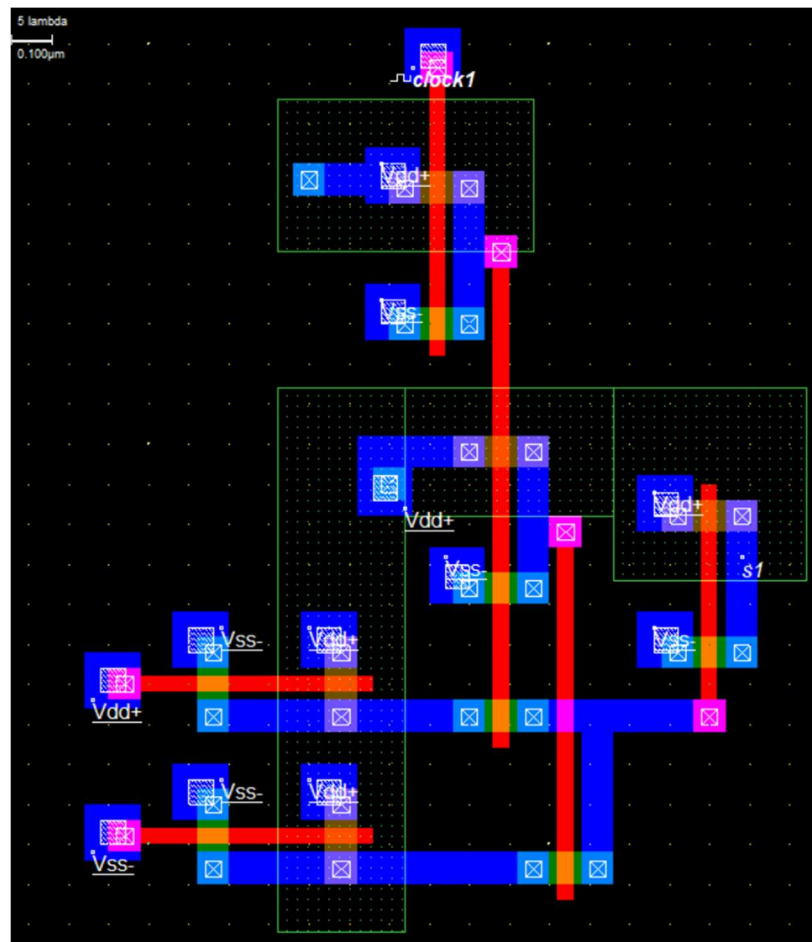 5 lambda
0.100µm
clock1
Vdd+
Vss-
Vdd+
Vdd+
s1
Vss-
Vss-
Vdd+
Vss-
Vdd+
Vss-
Vdd+
Vss-